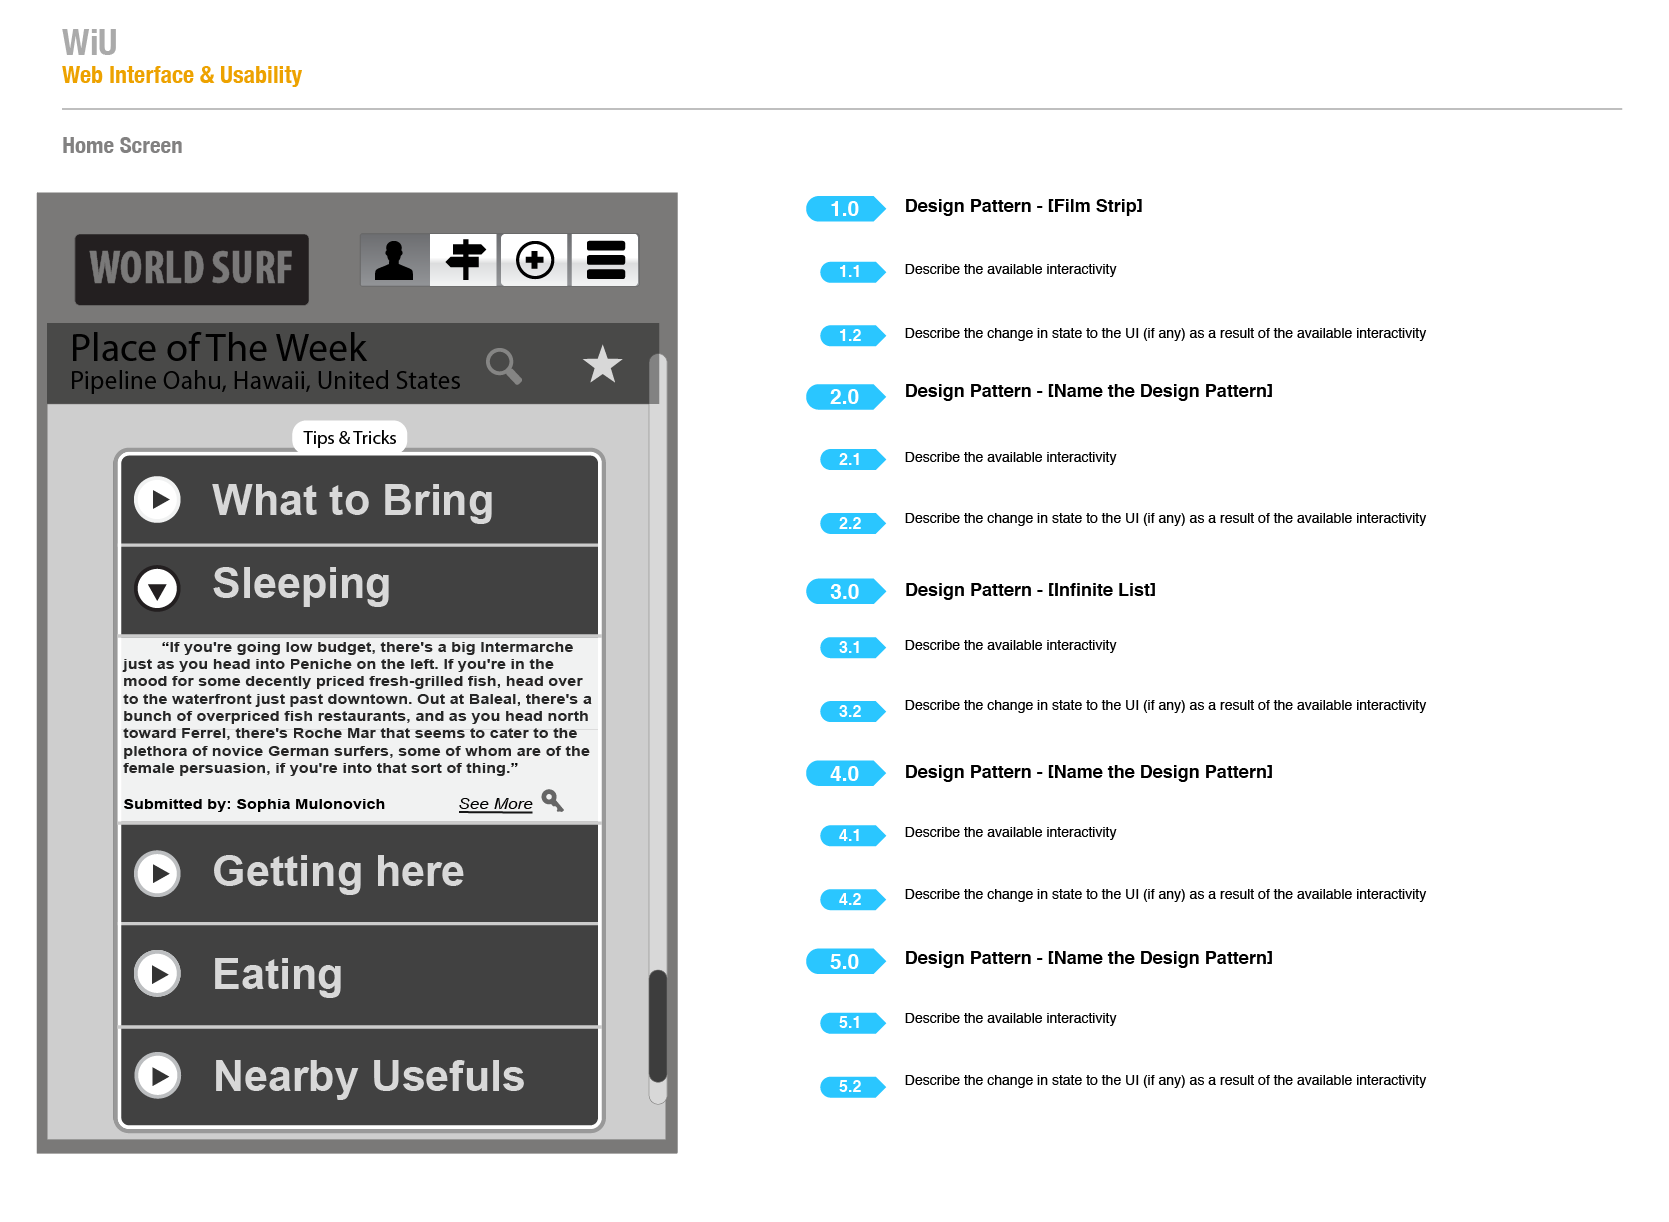 WiU
Web Interface & Usability
Home Screen
WORLD SURF
Place of The Week
Pipeline Oahu, Hawaii, United States
Tips & Tricks
What to Bring
Sleeping
“If you're going low budget, there's a big Intermarche
just as you head into Peniche on the left. If you're in the
mood for some decently priced fresh-grilled fish, head over
to the waterfront just past downtown. Out at Baleal, there's a
bunch of overpriced fish restaurants, and as you head north
toward Ferrel, there's Roche Mar that seems to cater to the
plethora of novice German surfers, some of whom are of the
female persuasion, if you're into that sort of thing.”
Submitted by: Sophia Mulonovich See More
Getting here
Eating
Nearby Usefuls
1.0 Design Pattern - [Film Strip]
1.1 Describe the available interactivity
1.2 Describe the change in state to the UI (if any) as a result of the available interactivity
2.0 Design Pattern - [Name the Design Pattern]
2.1 Describe the available interactivity
2.2 Describe the change in state to the UI (if any) as a result of the available interactivity
3.0 Design Pattern - [Infinite List]
3.1 Describe the available interactivity
3.2 Describe the change in state to the UI (if any) as a result of the available interactivity
4.0 Design Pattern - [Name the Design Pattern]
4.1 Describe the available interactivity
4.2 Describe the change in state to the UI (if any) as a result of the available interactivity
5.0 Design Pattern - [Name the Design Pattern]
5.1 Describe the available interactivity
5.2 Describe the change in state to the UI (if any) as a result of the available interactivity